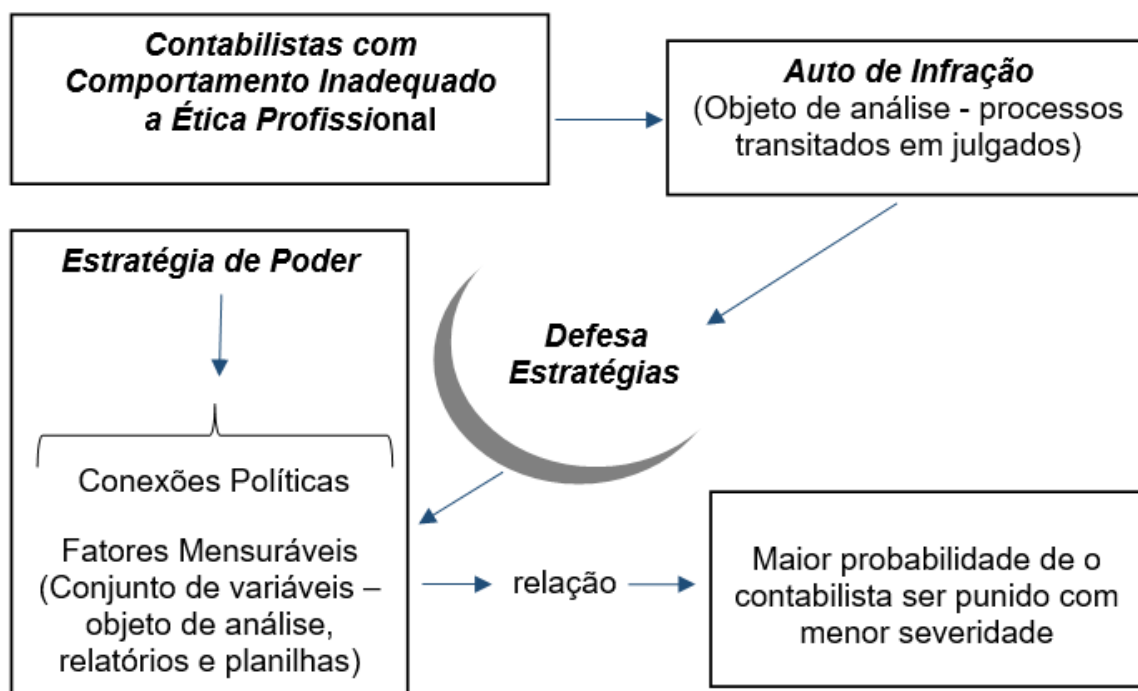 Contabilistas com
Comportamento Inadequado
a Ética Profissional
Auto de Infração
(Objeto de análise - processos
transitados em julgados)
Estratégia de Poder
Defesa
Estratégias
Conexões Políticas
Fatores Mensuráveis
(Conjunto de variáveis –
objeto de análise,
relatórios e planilhas)
relação
Maior probabilidade de o
contabilista ser punido com
menor severidade